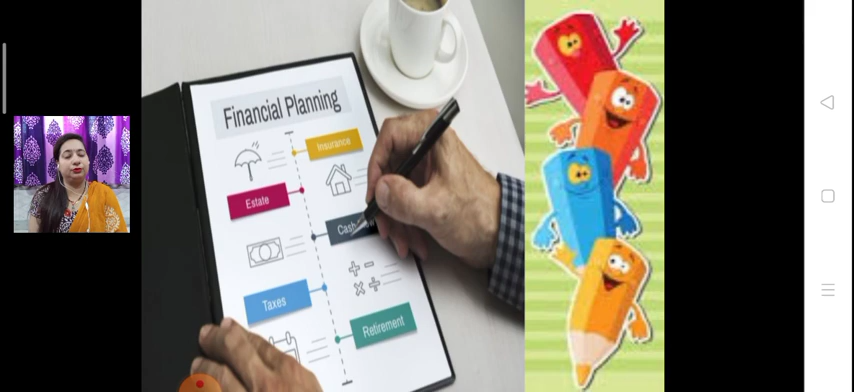 Financial Planning
Insurance
Estate
Taxes
Retirement